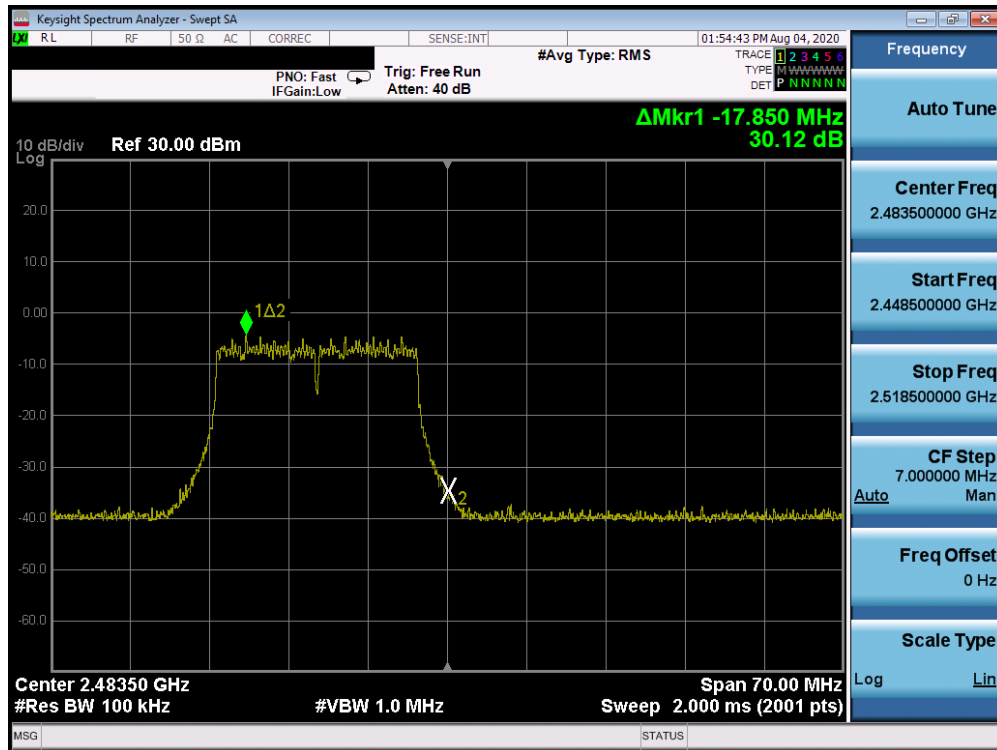 Keysight Spectrum Analyzer - Swept SA
LXI RL RF 50 Ω AC CORREC SENSE:INT 01:54:43 PM Aug 04, 2020
Frequency
#Avg Type: RMS
TRACE 1 2 3 4 5 6
TYPE M W W W W W
DET P N N N N N
PNO: Fast
IFGain:Low
Trig: Free Run
Atten: 40 dB
Auto Tune
ΔMkr1 -17.850 MHz
30.12 dB
10 dB/div
Log
Ref 30.00 dBm
Center Freq
2.483500000 GHz
20.0
10.0
0.00
-10.0
-20.0
-30.0
-40.0
-50.0
-60.0
1Δ2
X2
Start Freq
2.448500000 GHz
Stop Freq
2.518500000 GHz
CF Step
7.000000 MHz
Auto Man
Freq Offset
0 Hz
Scale Type
Log Lin
Center 2.48350 GHz
Span 70.00 MHz
#Res BW 100 kHz
#VBW 1.0 MHz
Sweep 2.000 ms (2001 pts)
MSG
STATUS